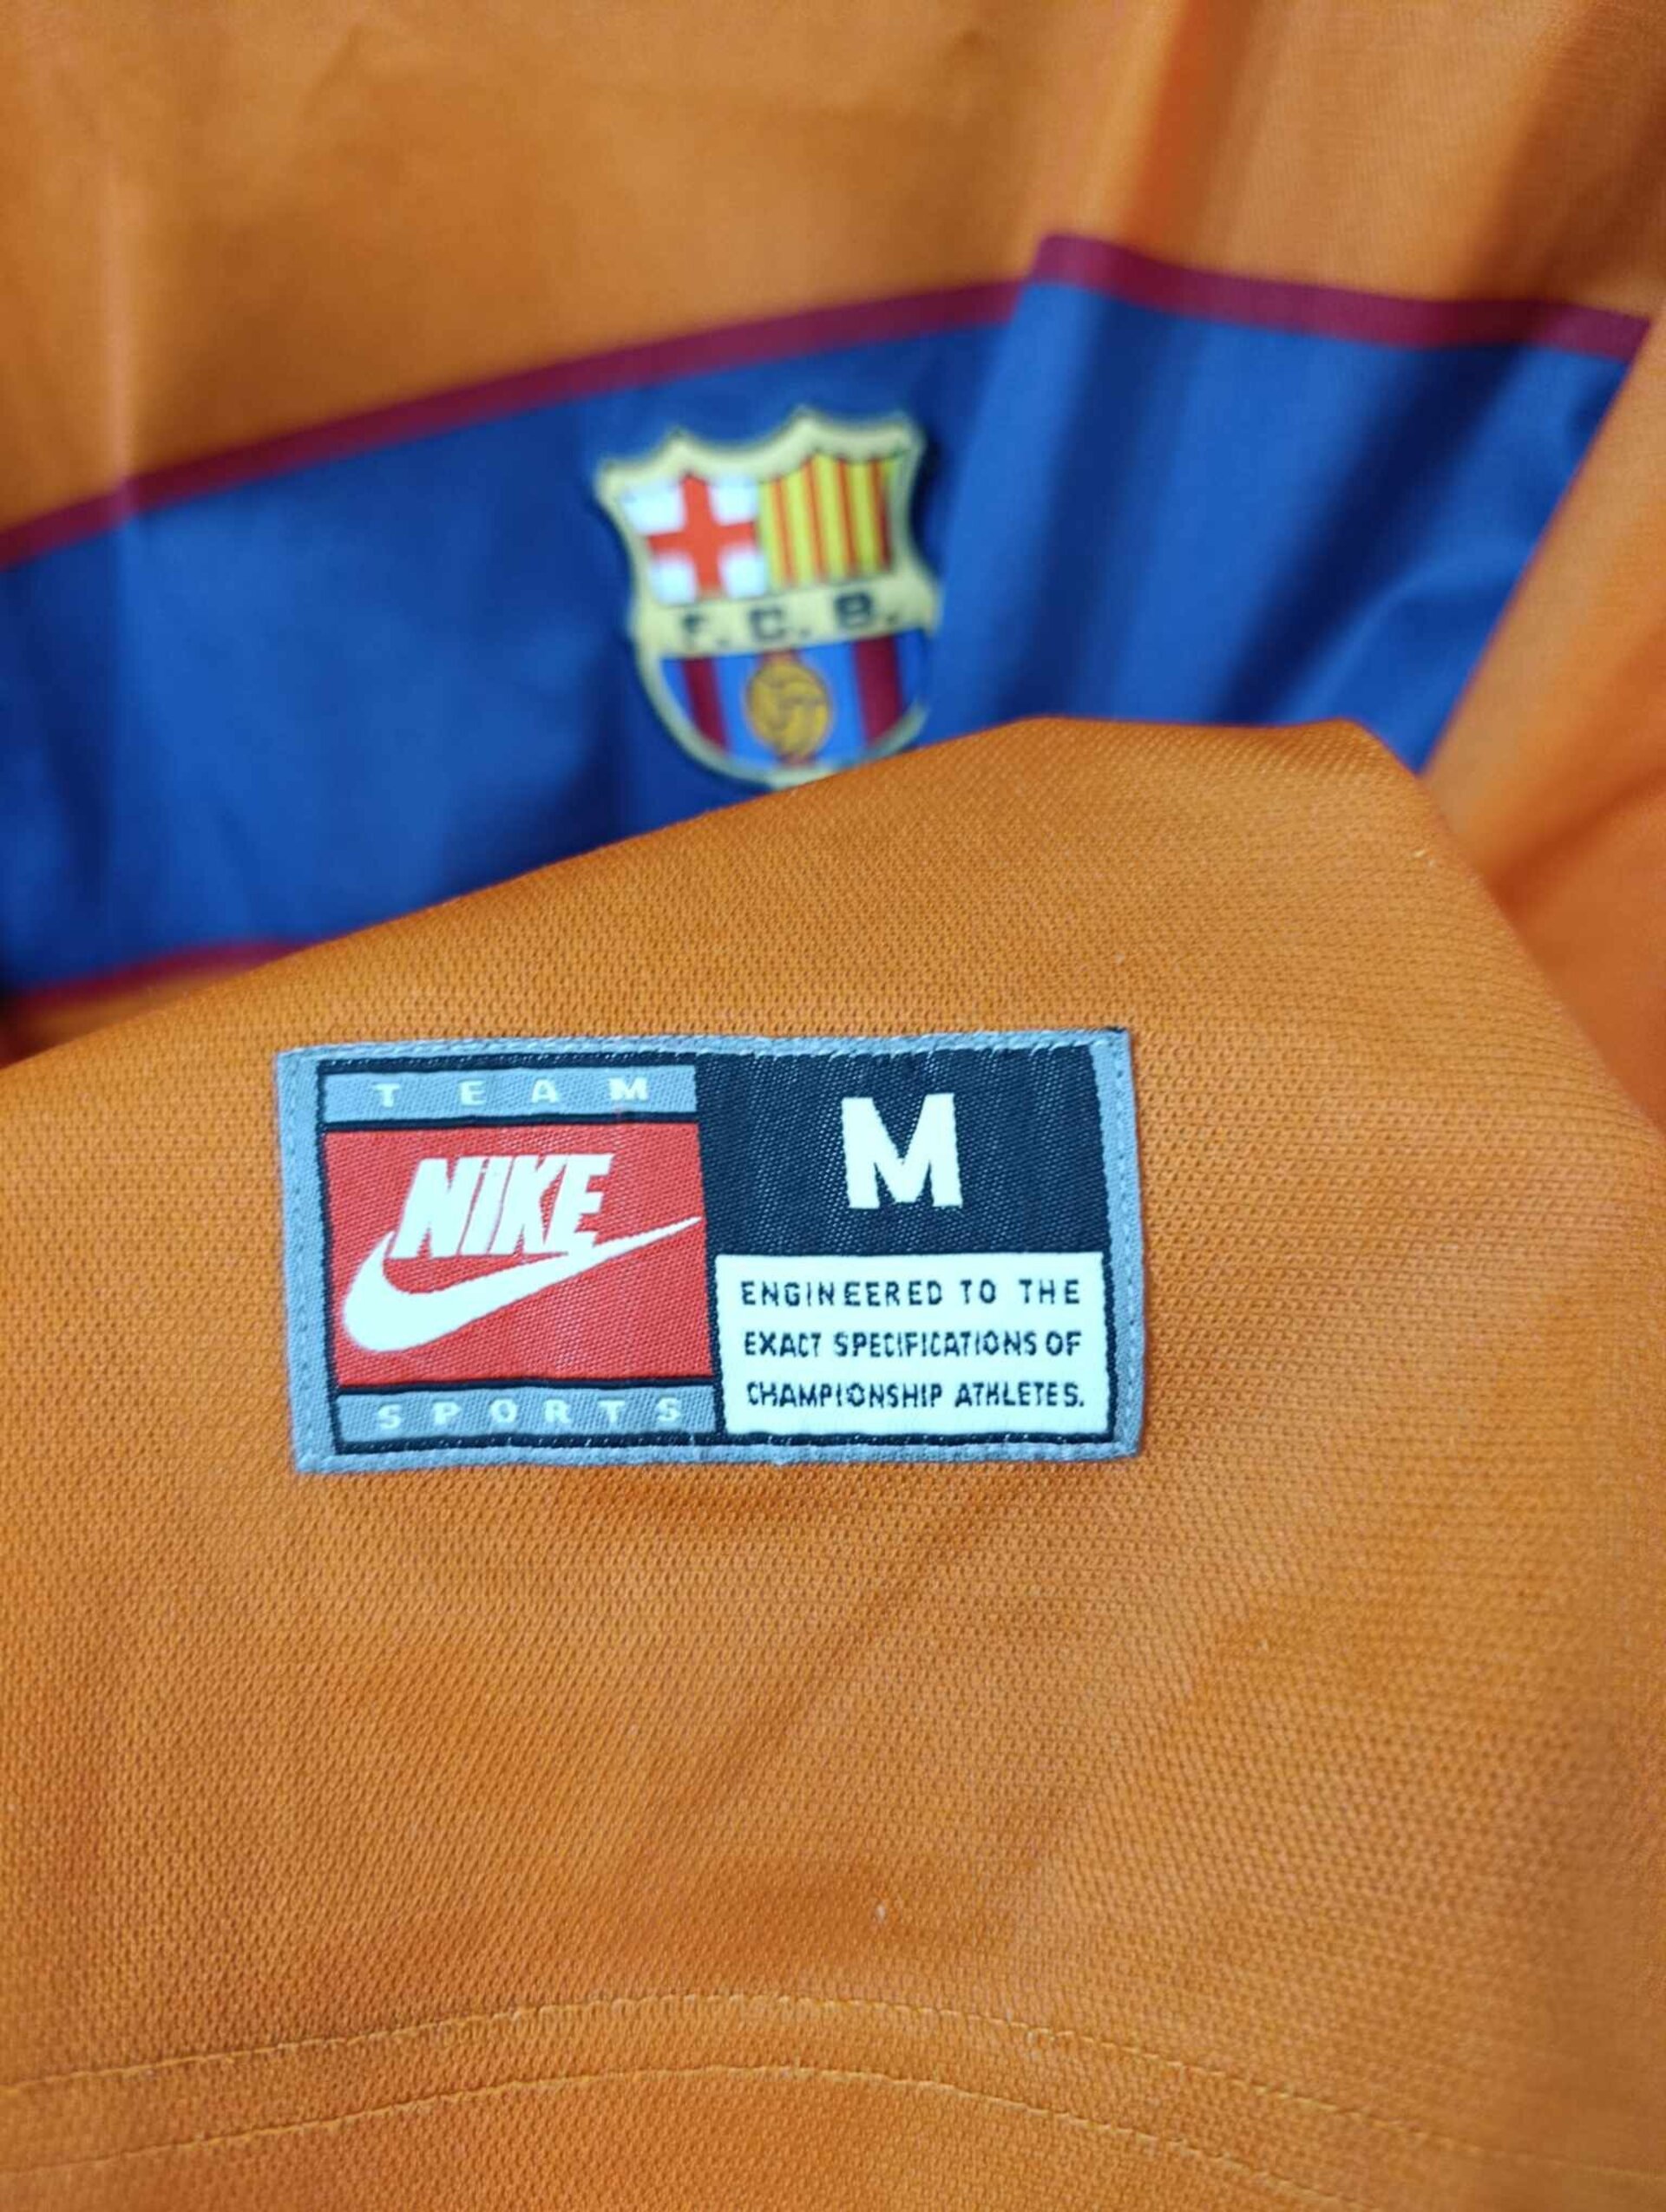 F.C.B.
TEAM
NIKE
SPORTS
M
ENGINEERED TO THE
EXACT SPECIFICATIONS OF
CHAMPIONSHIP ATHLETES.